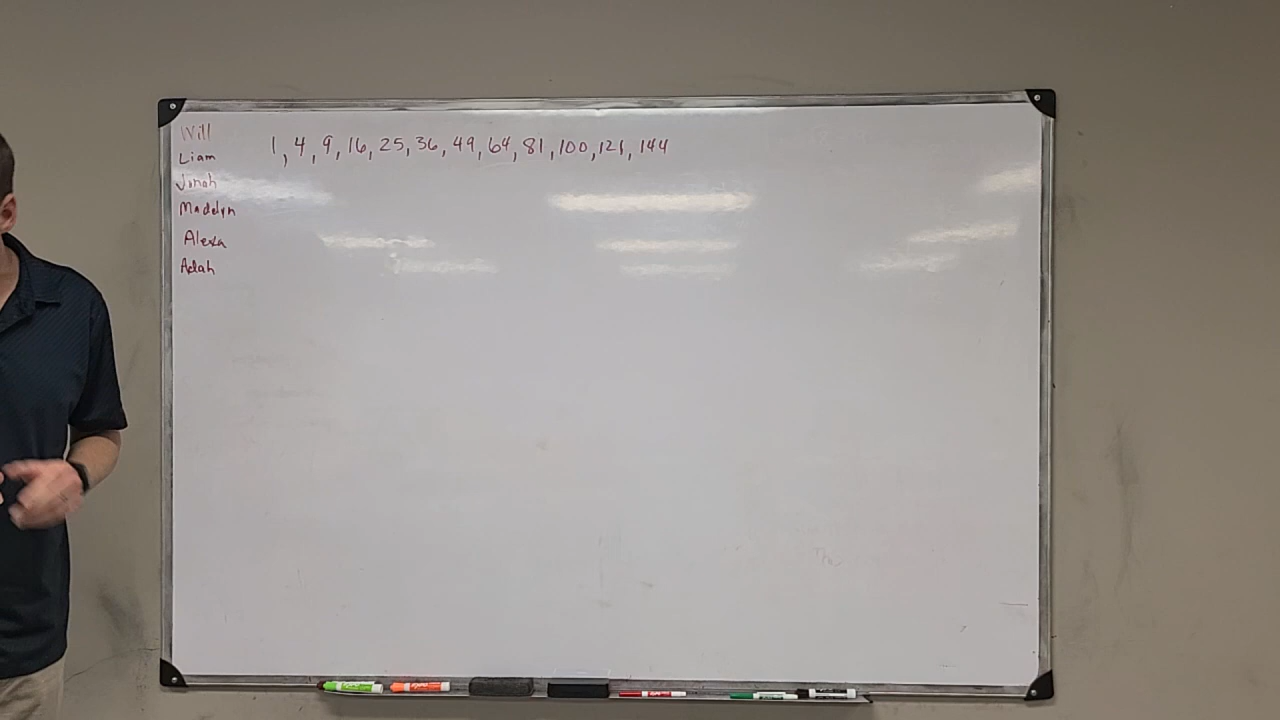 Will
1, 4, 9, 16, 25, 36, 49, 64, 81, 100, 121, 144
Liam
Jonah
Madelyn
Alexa
Adah